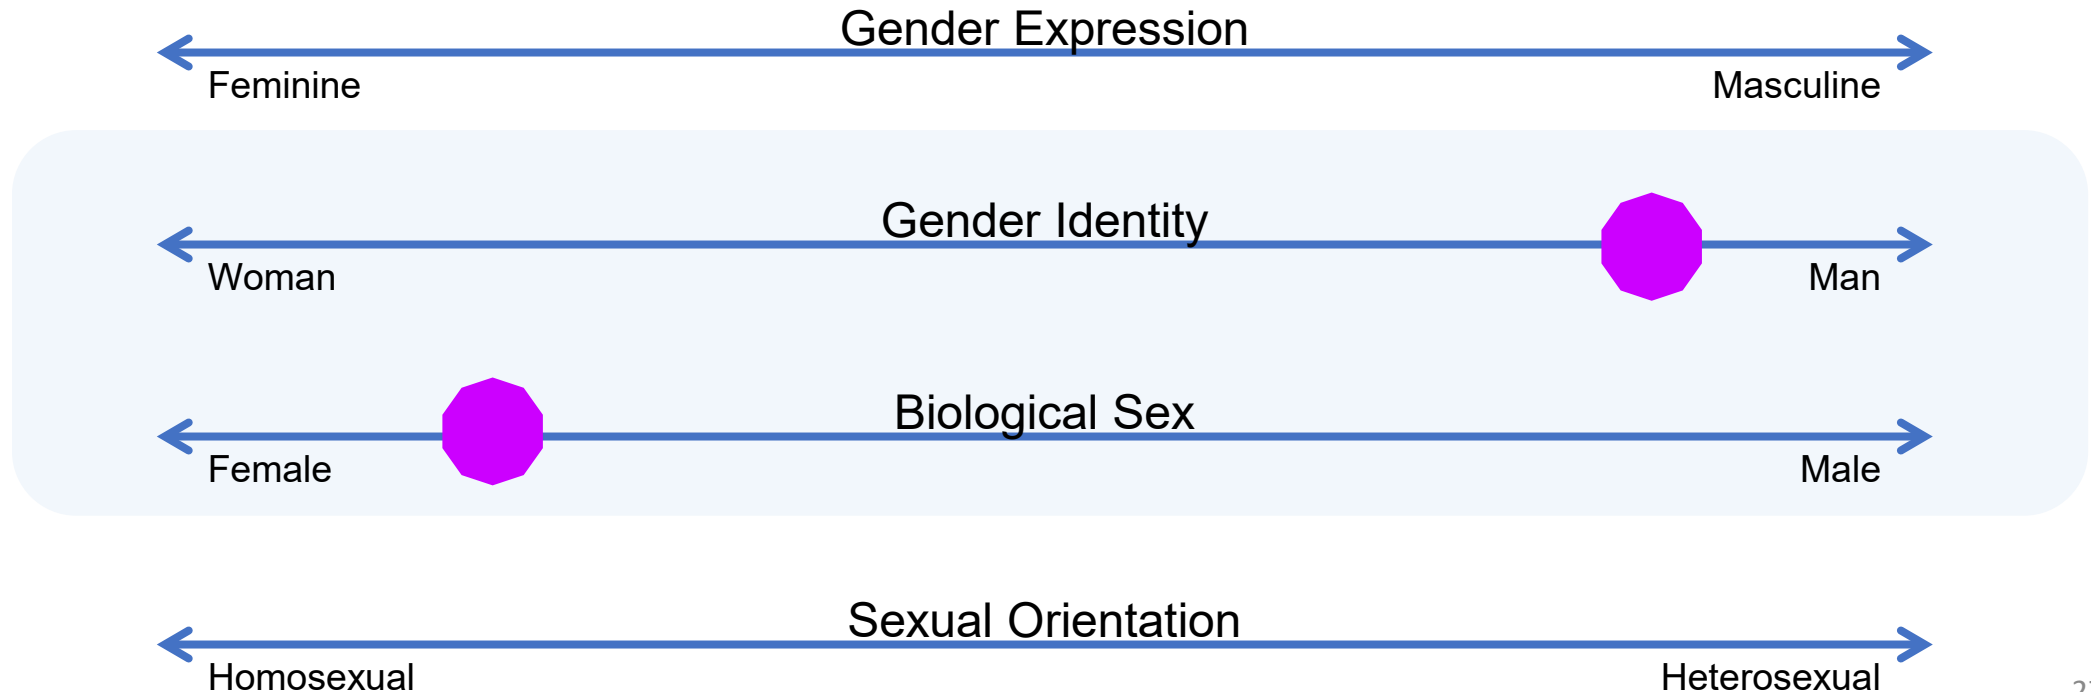 Gender Expression
Feminine Masculine
Gender Identity
Woman Man
Biological Sex
Female Male
Sexual Orientation
Homosexual Heterosexual